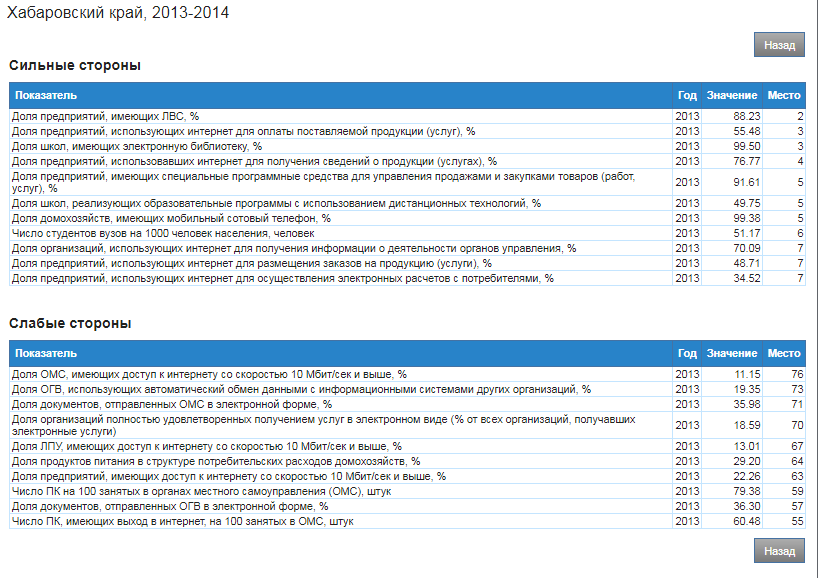 Хабаровский край, 2013-2014
Назад
Сильные стороны
Показатель Год Значение Место
Доля предприятий, имеющих ЛВС, % 2013 88.23 2
Доля предприятий, использующих интернет для оплаты поставляемой продукции (услуг), % 2013 55.48 3
Доля школ, имеющих электронную библиотеку, % 2013 99.50 3
Доля предприятий, использовавших интернет для получения сведений о продукции (услугах), % 2013 76.77 4
Доля предприятий, имеющих специальные программные средства для управления продажами и закупками товаров (работ,
услуг), % 2013 91.61 5
Доля школ, реализующих образовательные программы с использованием дистанционных технологий, % 2013 49.75 5
Доля домохозяйств, имеющих мобильный сотовый телефон, % 2013 99.38 5
Число студентов вузов на 1000 человек населения, человек 2013 51.17 6
Доля организаций, использующих интернет для получения информации о деятельности органов управления, % 2013 70.09 7
Доля предприятий, использующих интернет для размещения заказов на продукцию (услуги), % 2013 48.71 7
Доля предприятий, использующих интернет для осуществления электронных расчетов с потребителями, % 2013 34.52 7
Слабые стороны
Показатель Год Значение Место
Доля ОМС, имеющих доступ к интернету со скоростью 10 Мбит/сек и выше, % 2013 11.15 76
Доля ОГВ, использующих автоматический обмен данными с информационными системами других организаций, % 2013 19.35 73
Доля документов, отправленных ОМС в электронной форме, % 2013 35.98 71
Доля организаций полностью удовлетворенных получением услуг в электронном виде (% от всех организаций, получавших
электронные услуги) 2013 18.59 70
Доля ЛПУ, имеющих доступ к интернету со скоростью 10 Мбит/сек и выше, % 2013 13.01 67
Доля продуктов питания в структуре потребительских расходов домохозяйств, % 2013 29.20 64
Доля предприятий, имеющих доступ к интернету со скоростью 10 Мбит/сек и выше, % 2013 22.26 63
Число ПК на 100 занятых в органах местного самоуправления (ОМС), штук 2013 79.38 59
Доля документов, отправленных ОГВ в электронной форме, % 2013 36.30 57
Число ПК, имеющих выход в интернет, на 100 занятых в ОМС, штук 2013 60.48 55
Назад